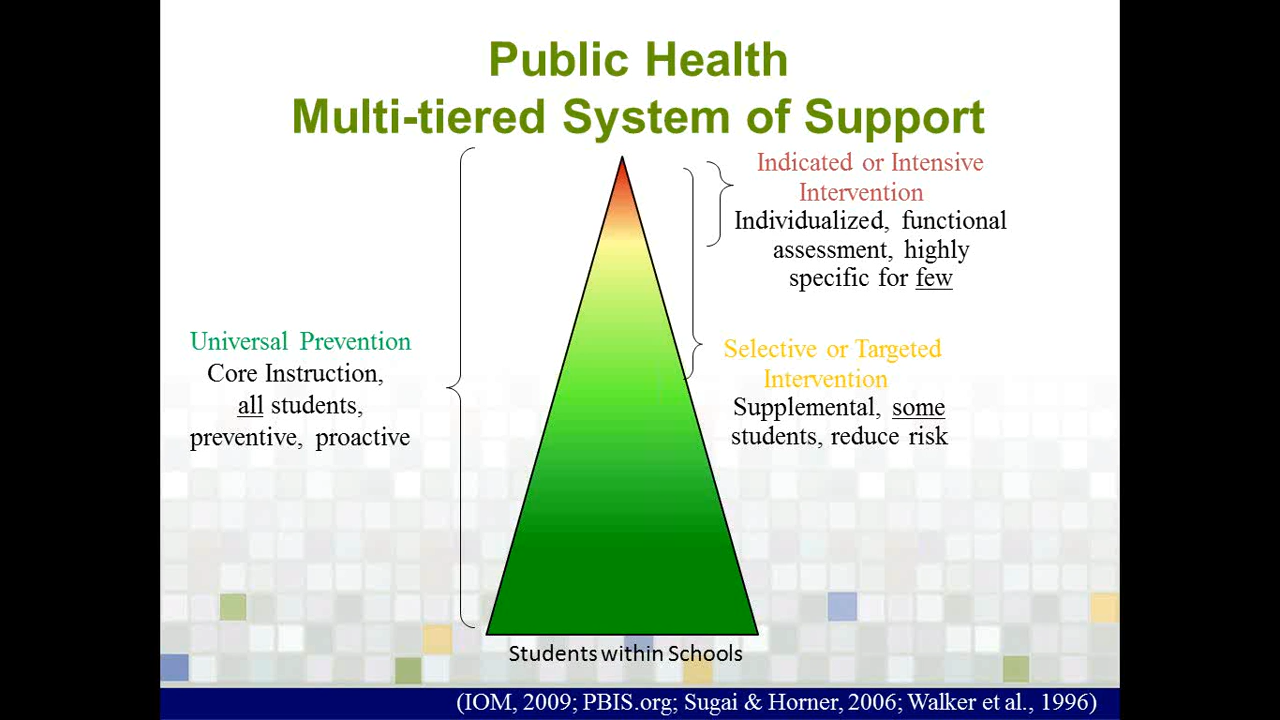 Public Health
Multi-tiered System of Support
Indicated or Intensive
Intervention
Individualized, functional
assessment, highly
specific for few
Universal Prevention
Core Instruction,
all students,
preventive, proactive
Selective or Targeted
Intervention
Supplemental, some
students, reduce risk
Students within Schools
(IOM, 2009; PBIS.org; Sugai & Horner, 2006; Walker et al., 1996)